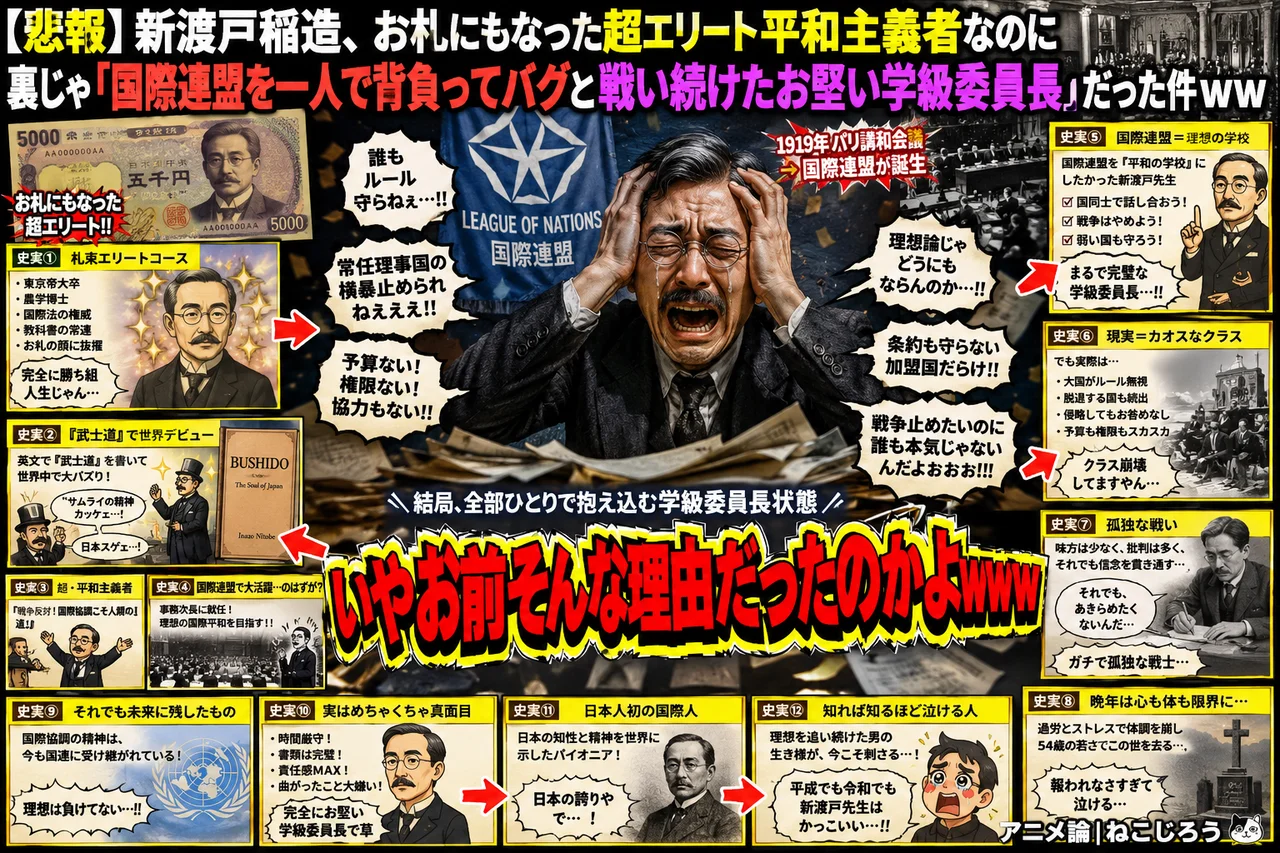 【悲報】新渡戸稲造、お札にもなった超エリート平和主義者なのに
裏じゃ「国際連盟を一人で背負ってバグと戦い続けたお堅い学級委員長」だった件ww
5000
AA000000AA
五千円
AA000000AA
5000
お札にもなった
超エリート!!
史実① 札束エリートコース
・東京帝大卒
・農学博士
・国際法の権威
・教科書の常連
・お札の顔に抜擢
完全に勝ち組
人生じゃん…
史実② 『武士道』で世界デビュー
英文で『武士道』を書いて
世界中で大バズり!
“サムライの精神
カッケェ…!
日本スゲェ…!
BUSHIDO
The Soul of Japan
Inazo Nitobe
史実③ 超・平和主義者
「戦争反対!国際協調こそ人類の
道!」
史実④ 国際連盟で大活躍…のはずが?
事務次長に就任!
理想の国際平和を目指す!!
誰も
ルール
守らねぇ…!!
常任理事国の
横暴止められ
ねえええ!
予算ない!
権限ない!
協力もない!!
LEAGUE OF NATIONS
国際連盟
1919年 パリ講和会議
→国際連盟が誕生
理想論じゃ
どうにも
ならんのか…!!
条約も守らない
加盟国だらけ!!
戦争止めたいのに
誰も本気じゃない
んだよおおお!!!
\\ 結局、全部ひとりで抱え込む学級委員長状態 //
いやお前そんな理由だったのかよwww
史実⑤ 国際連盟=理想の学校
国際連盟を『平和の学校』に
したかった新渡戸先生
☑ 国同士で話し合おう!
☑ 戦争はやめよう!
☑ 弱い国も守ろう!
まるで完璧な
学級委員長…!!
史実⑥ 現実=カオスなクラス
でも実際は…
・大国がルール無視
・脱退する国も続出
・侵略してもお咎めなし
・予算も権限もスカスカ
クラス崩壊
してますやん…
史実⑦ 孤独な戦い
味方は少なく、批判は多く、
それでも信念を貫き通す…
それでも、
あきらめたく
ないんだ…
ガチで孤独な戦士…
史実⑧ 晩年は心も体も限界に…
過労とストレスで体調を崩し
54歳の若さでこの世を去る…
報われなさすぎて
泣ける…
史実⑨ それでも未来に残したもの
国際協調の精神は、
今も国連に受け継がれている!
理想は負けてない…!!
史実⑩ 実はめちゃくちゃ真面目
・時間厳守!
・書類は完璧!
・責任感MAX!
・曲がったこと大嫌い!
完全にお堅い
学級委員長で草
史実⑪ 日本人初の国際人
日本の知性と精神を世界に
示したパイオニア!
日本の誇りや
で… !
史実⑫ 知れば知るほど泣ける人
理想を追い続けた男の
生き様が、今こそ刺さる…!
平成でも令和でも
新渡戸先生は
かっこいい…!!
アニメ論|ねこじろう